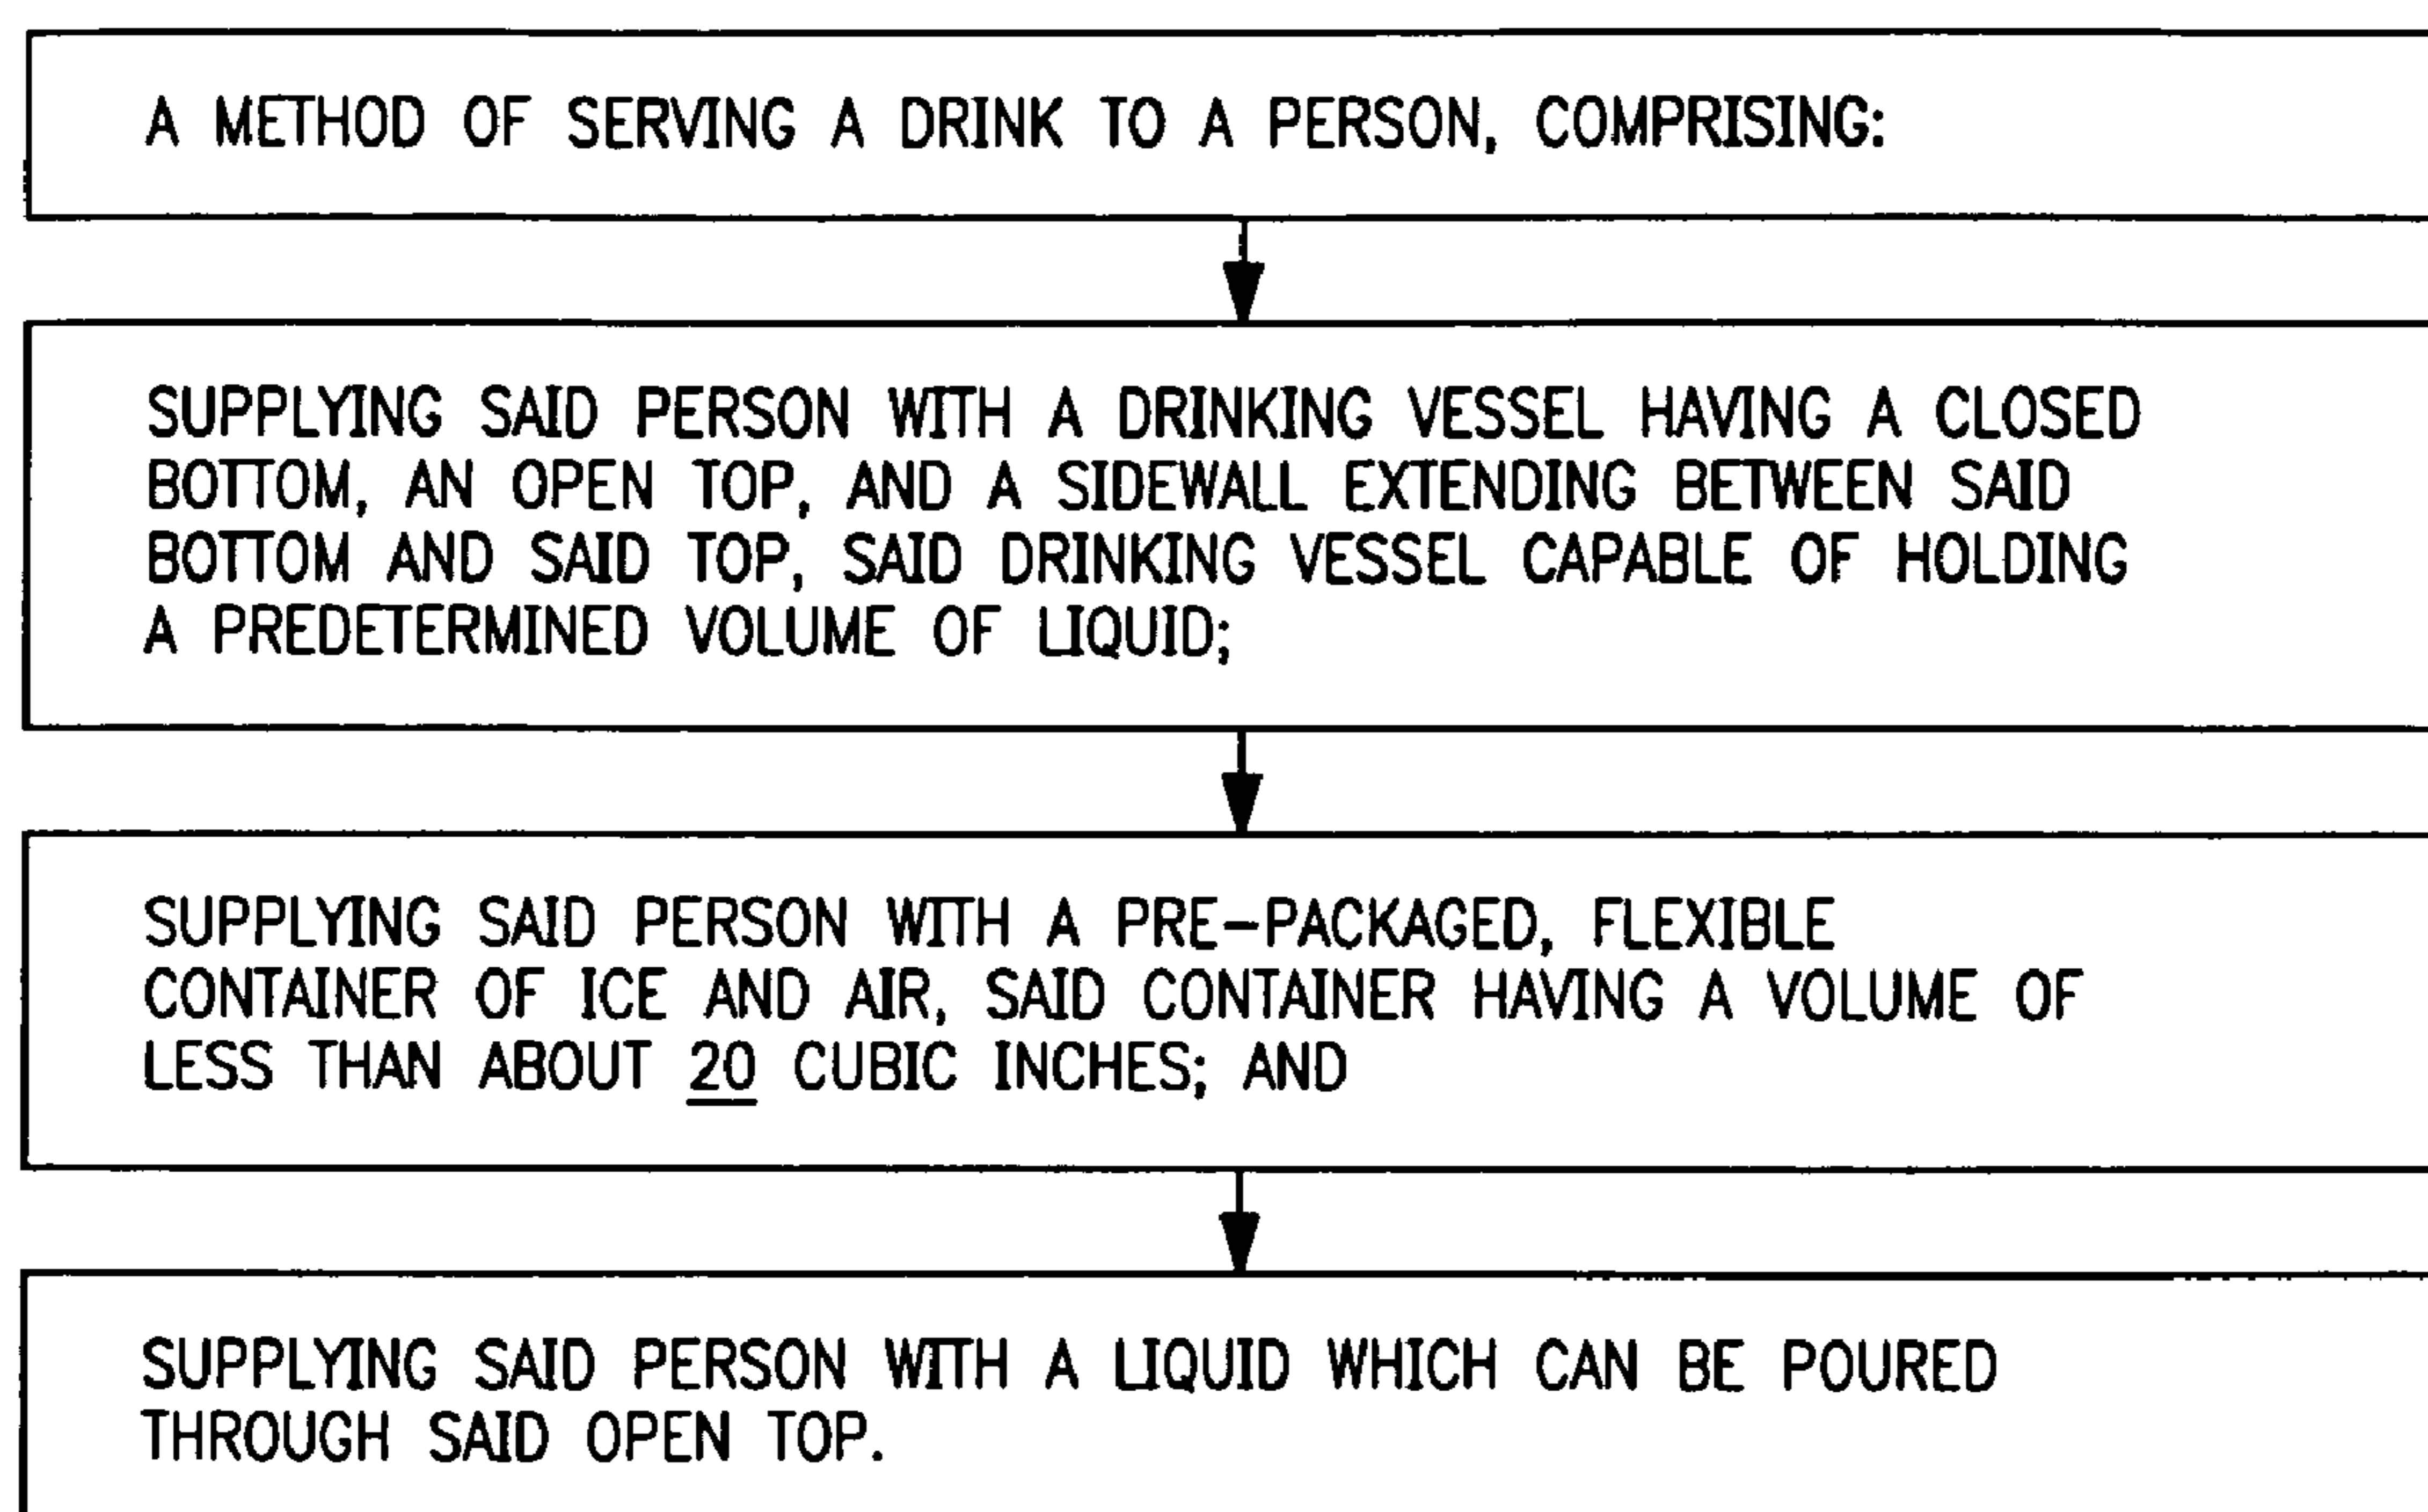 A METHOD OF SERVING A DRINK TO A PERSON, COMPRISING:
SUPPLYING SAID PERSON WITH A DRINKING VESSEL HAVING A CLOSED
BOTTOM, AN OPEN TOP, AND A SIDEWALL EXTENDING BETWEEN SAID
BOTTOM AND SAID TOP, SAID DRINKING VESSEL CAPABLE OF HOLDING
A PREDETERMINED VOLUME OF LIQUID;
SUPPLYING SAID PERSON WITH A PRE-PACKAGED, FLEXIBLE
CONTAINER OF ICE AND AIR, SAID CONTAINER HAVING A VOLUME OF
LESS THAN ABOUT 20 CUBIC INCHES; AND
SUPPLYING SAID PERSON WITH A LIQUID WHICH CAN BE POURED
THROUGH SAID OPEN TOP.